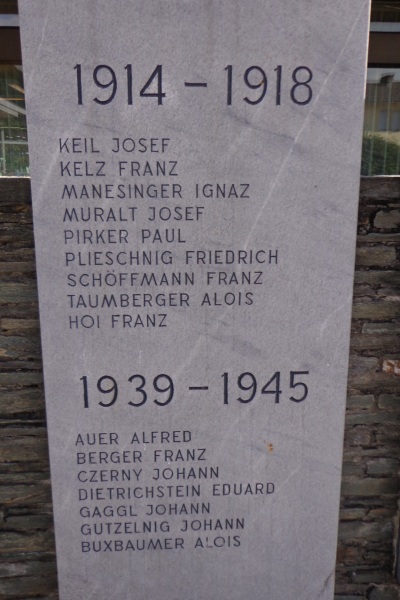 1914 – 1918
KEIL JOSEF
KELZ FRANZ
MANESINGER IGNAZ
MURALT JOSEF
PIRKER PAUL
PLIESCHNIG FRIEDRICH
SCHÖFFMANN FRANZ
TAUMBERGER ALOIS
HOI FRANZ
1939 – 1945
AUER ALFRED
BERGER FRANZ
CZERNY JOHANN
DIETRICHSTEIN EDUARD
GAGGL JOHANN
GUTZELNIG JOHANN
BUXBAUMER ALOIS